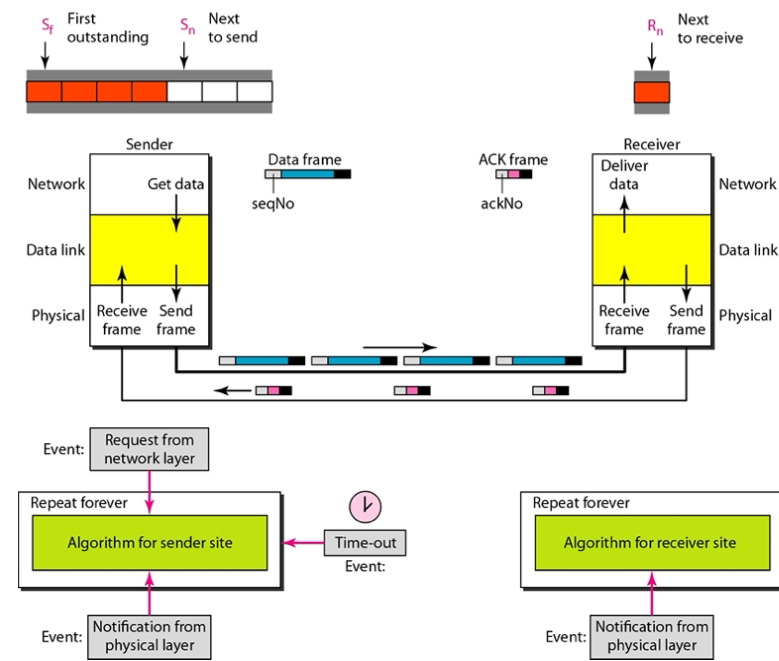 Sf First outstanding
Sn Next to send
Rn Next to receive
Sender
Receiver
Data frame
ACK frame
seqNo
ackNo
Network
Get data
Deliver data
Network
Data link
Data link
Physical
Receive frame
Send frame
Receive frame
Send frame
Physical
Event:
Request from network layer
Repeat forever
Algorithm for sender site
Time-out
Event:
Repeat forever
Algorithm for receiver site
Event:
Notification from physical layer
Event:
Notification from physical layer